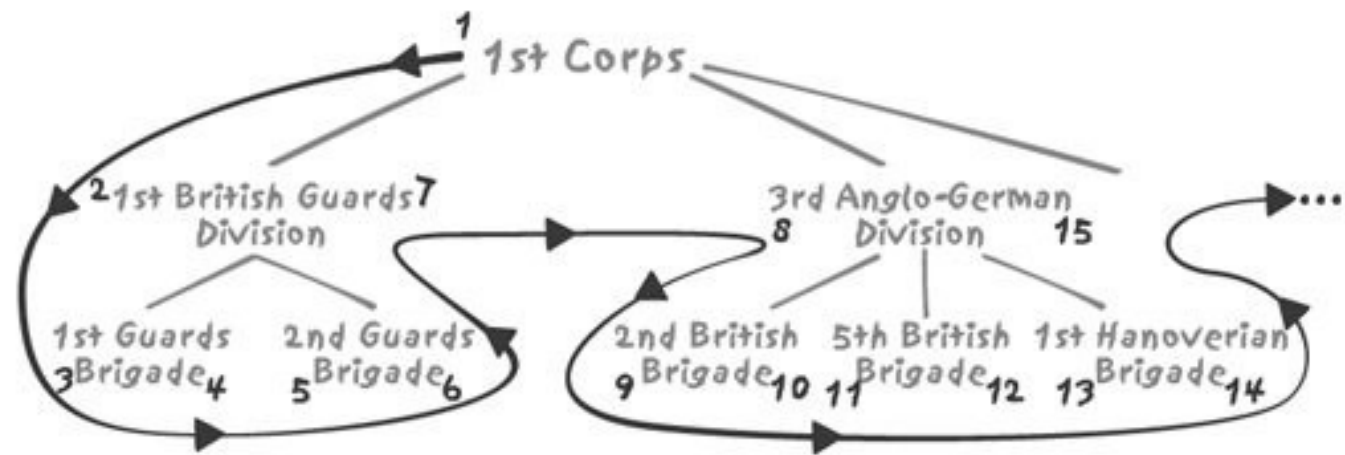 1
1st Corps
2 1st British Guards 7
Division
3rd Anglo-German
8 Division 15
...
1st Guards
3 Brigade 4
2nd Guards
5 Brigade 6
2nd British
9 Brigade 10
5th British
11 Brigade 12
1st Hanoverian
13 Brigade 14